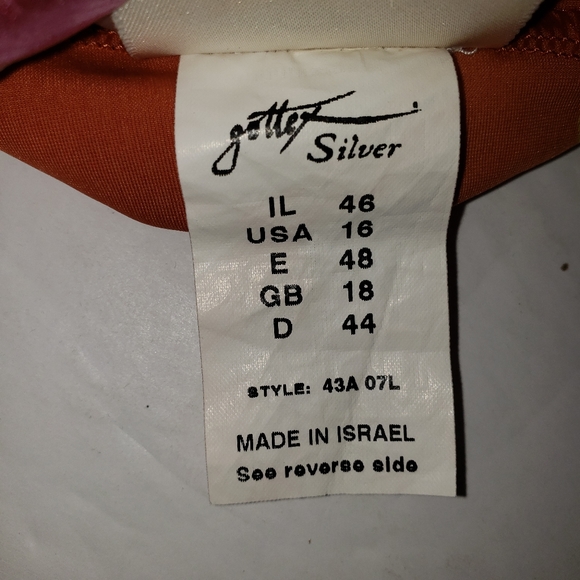 gottex
Silver
IL 46
USA 16
E 48
GB 18
D 44
STYLE: 43A 07L
MADE IN ISRAEL
See reverse side